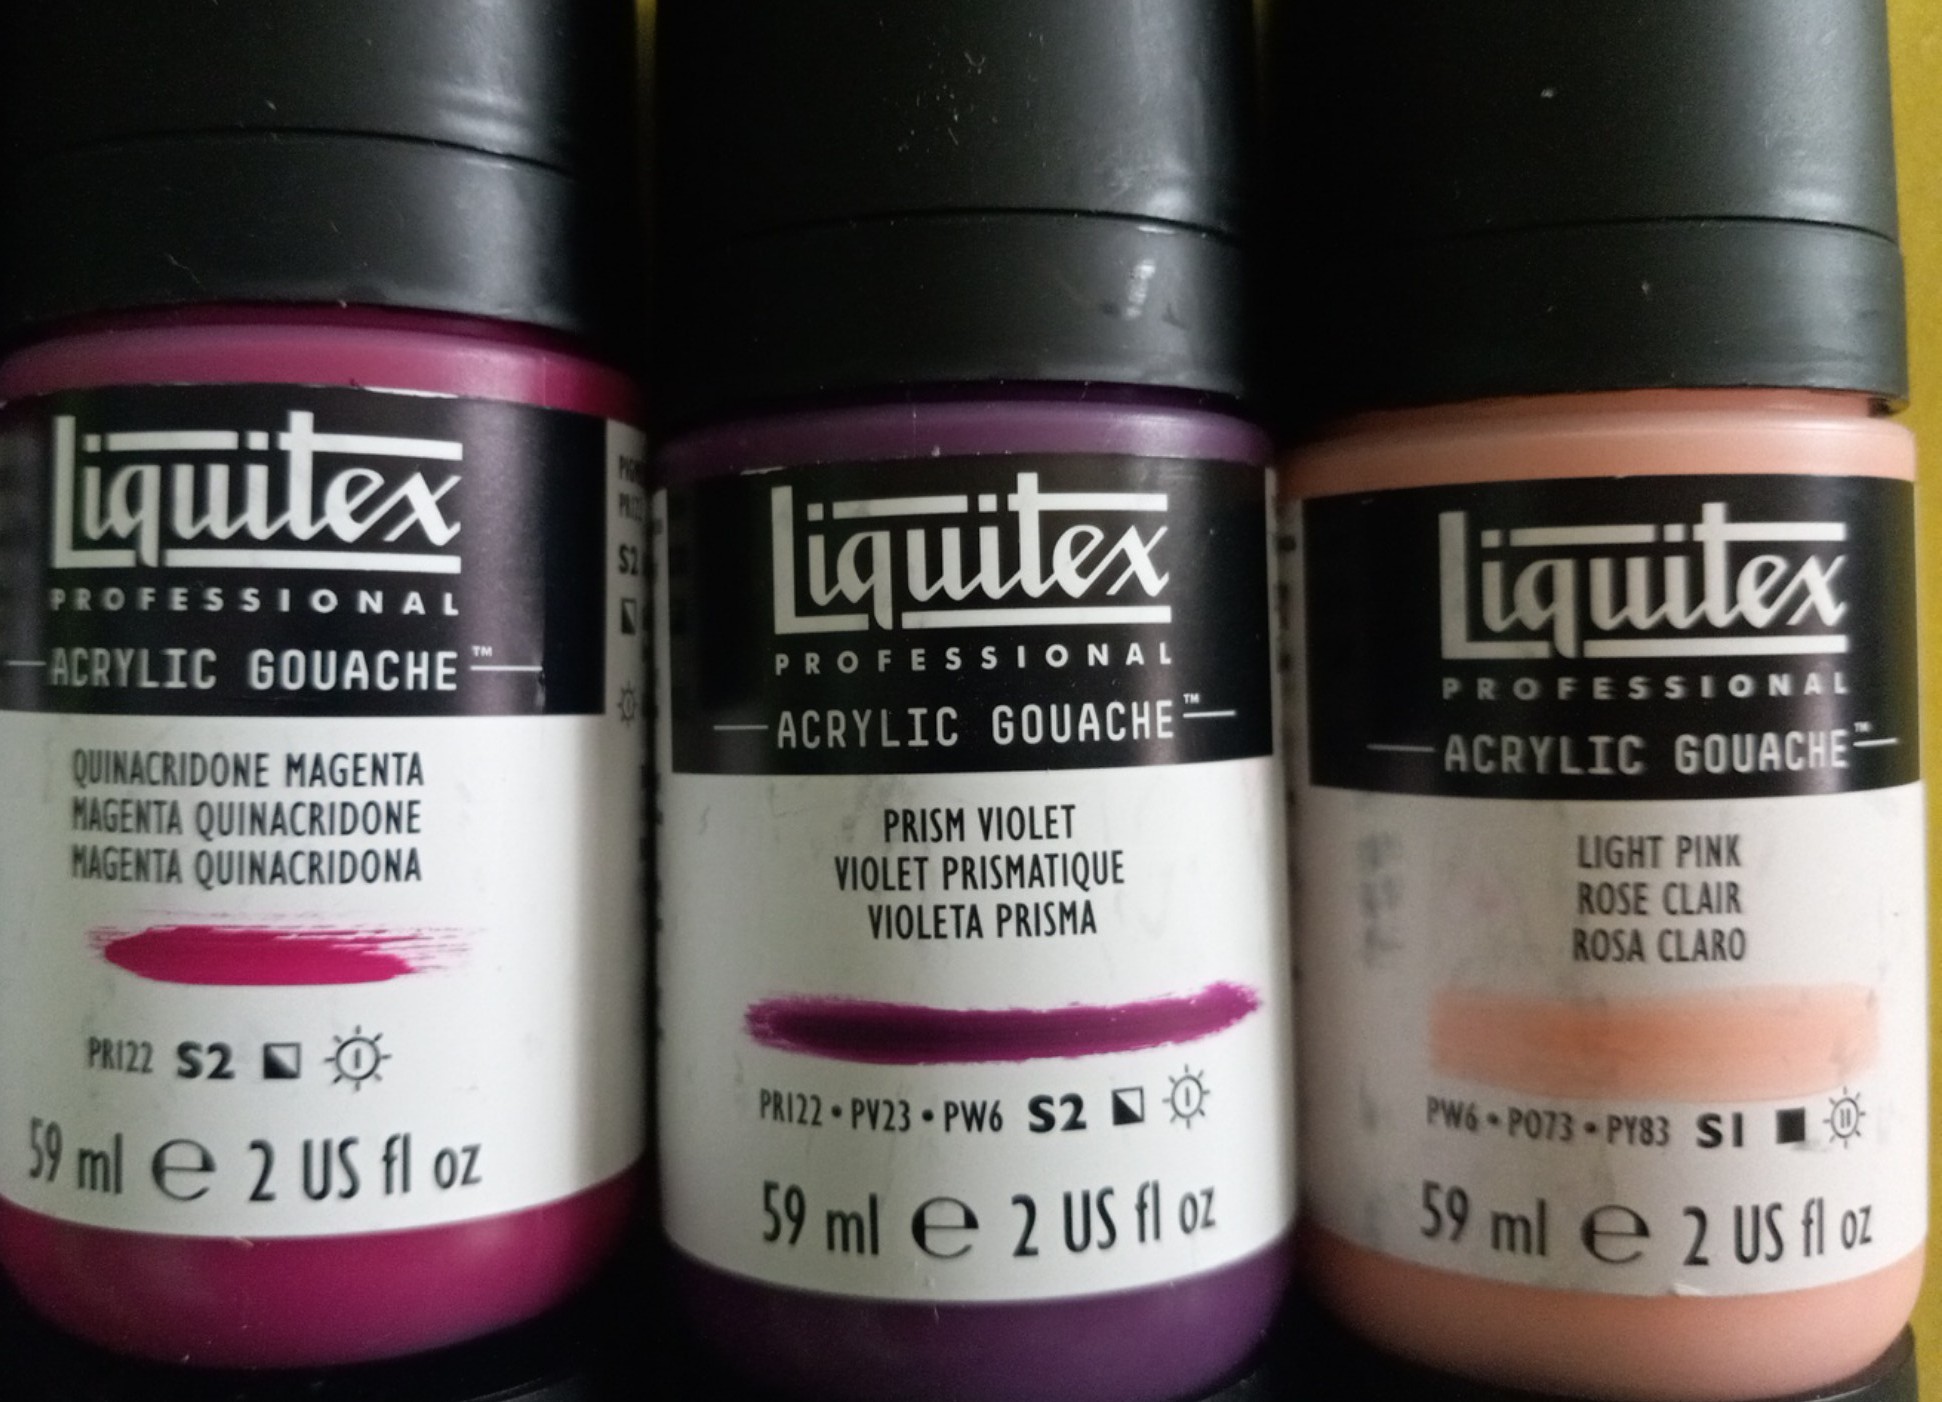 Liquitex
PROFESSIONAL
ACRYLIC GOUACHE™
QUINACRIDONE MAGENTA
MAGENTA QUINACRIDONE
MAGENTA QUINACRIDONA
PR122 S2 I
59 ml e 2 US fl oz
S2
Liquitex
PROFESSIONAL
ACRYLIC GOUACHE™
PRISM VIOLET
VIOLET PRISMATIQUE
VIOLETA PRISMA
PR122 • PV23 • PW6 S2 I
59 ml e 2 US fl oz
Liquitex
PROFESSIONAL
ACRYLIC GOUACHE™
LIGHT PINK
ROSE CLAIR
ROSA CLARO
PW6 • PO73 • PY83 S1 II
59 ml e 2 US fl oz